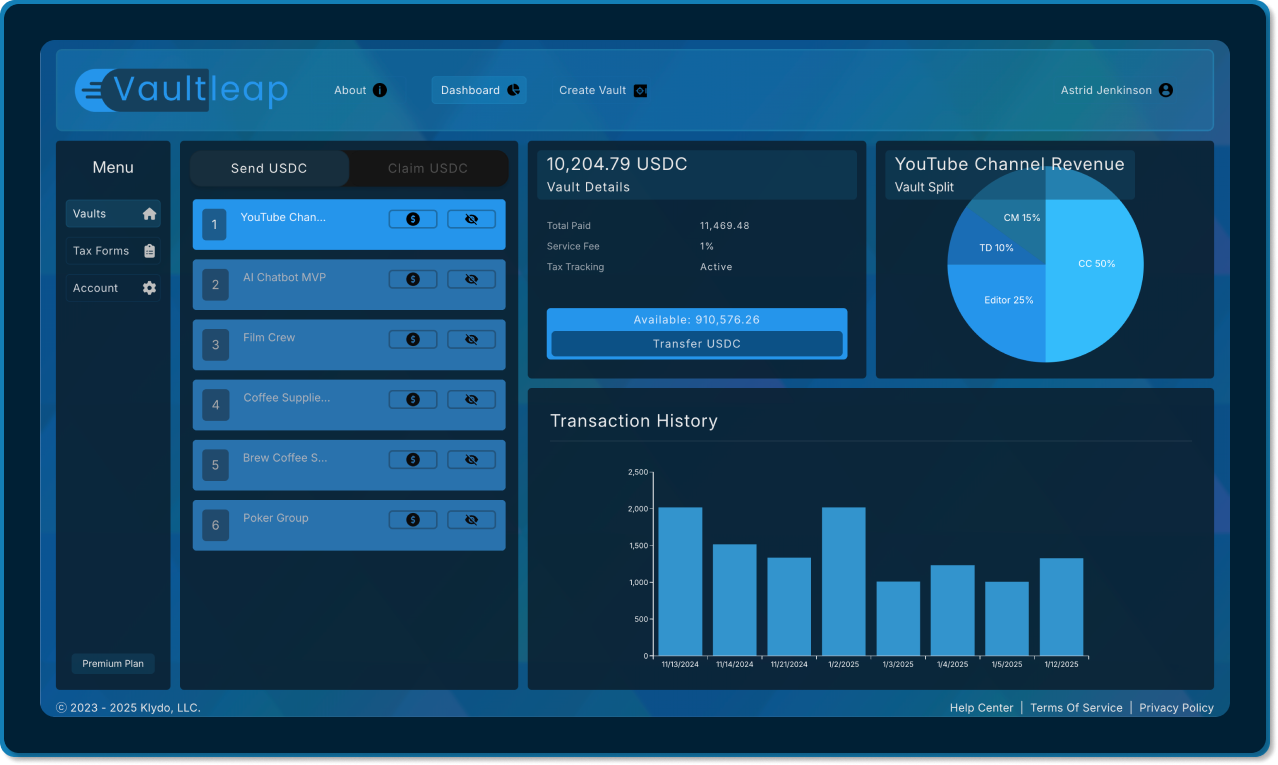 Vaultleap
About
Dashboard
Create Vault
Astrid Jenkinson
Menu
Vaults
Tax Forms
Account
Premium Plan
Send USDC
Claim USDC
1 YouTube Chan...
2 AI Chatbot MVP
3 Film Crew
4 Coffee Supplie...
5 Brew Coffee S...
6 Poker Group
10,204.79 USDC
Vault Details
Total Paid 11,469.48
Service Fee 1%
Tax Tracking Active
Available: 910,576.26
Transfer USDC
YouTube Channel Revenue
Vault Split
CM 15%
TD 10%
CC 50%
Editor 25%
Transaction History
2,500
2,000
1,500
1,000
500
0
11/13/2024 11/14/2024 11/21/2024 1/2/2025 1/3/2025 1/4/2025 1/5/2025 1/12/2025
© 2023 - 2025 Klydo, LLC.
Help Center | Terms Of Service | Privacy Policy